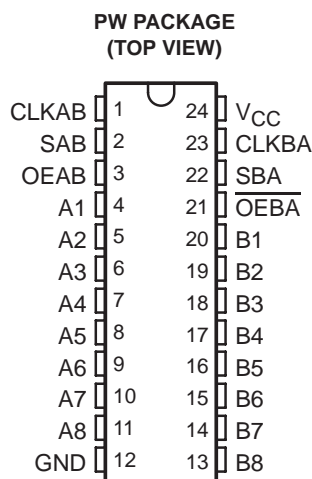 PW PACKAGE
(TOP VIEW)
CLKAB 1 24 VCC
SAB 2 23 CLKBA
OEAB 3 22 SBA
A1 4 21 O̅E̅B̅A̅
A2 5 20 B1
A3 6 19 B2
A4 7 18 B3
A5 8 17 B4
A6 9 16 B5
A7 10 15 B6
A8 11 14 B7
GND 12 13 B8